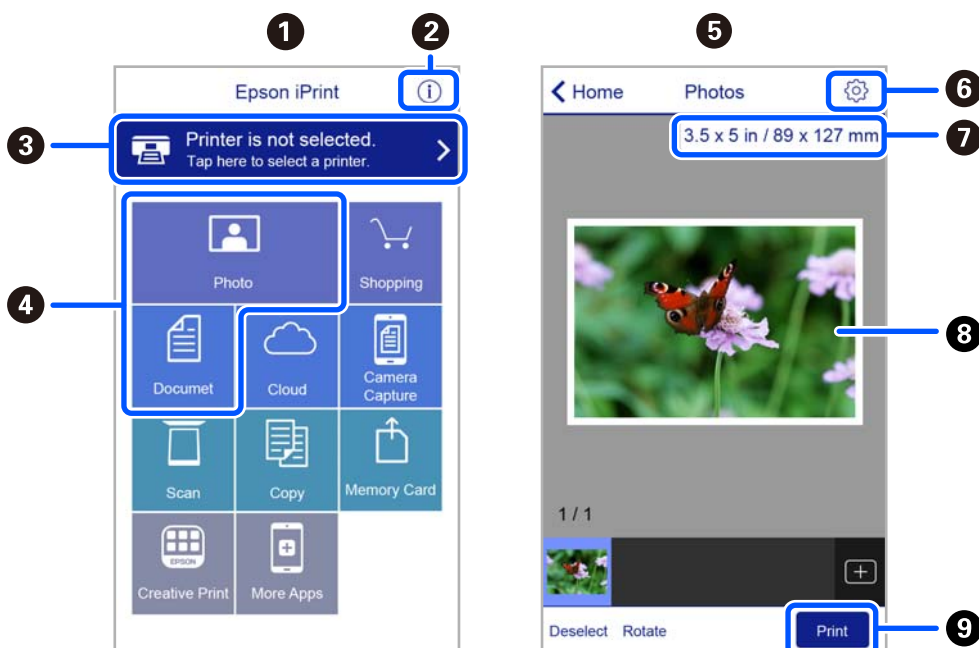 1
2
5
Epson iPrint
i
Home
Photos
6
3
Printer is not selected.
Tap here to select a printer.
3.5 x 5 in / 89 x 127 mm
7
4
Photo
Shopping
8
Documet
Cloud
Camera
Capture
Scan
Copy
Memory Card
1 / 1
EPSON
Creative Print
More Apps
Deselect
Rotate
Print
9